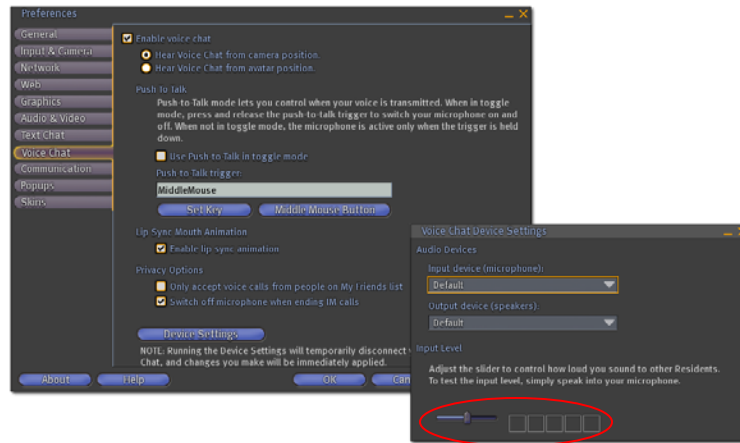 Preferences
General
Input & Camera
Network
Web
Graphics
Audio & Video
Text Chat
Voice Chat
Communication
Popups
Skins
Enable voice chat
Hear Voice Chat from camera position.
Hear Voice Chat from avatar position.
Push to Talk
Push-to-Talk mode lets you control when your voice is transmitted. When in toggle
mode, press and release the push-to-talk trigger to switch your microphone on and
off. When not in toggle mode, the microphone is active only when the trigger is held
down.
Use Push to Talk in toggle mode
Push-to-Talk trigger:
MiddleMouse
Set Key
Middle Mouse Button
Lip Sync Mouth Animation
Enable lip sync animation
Privacy Options
Only accept voice calls from people on My Friends list
Switch off microphone when ending IM calls
Device Settings
NOTE: Running the Device Settings will temporarily disconnect
Chat, and changes you make will be immediately applied.
About
Help
OK
Can
Voice Chat Device Settings
Audio Devices
Input device (microphone):
Default
Output device (speakers):
Default
Input Level
Adjust the slider to control how loud you sound to other Residents.
To test the input level, simply speak into your microphone.